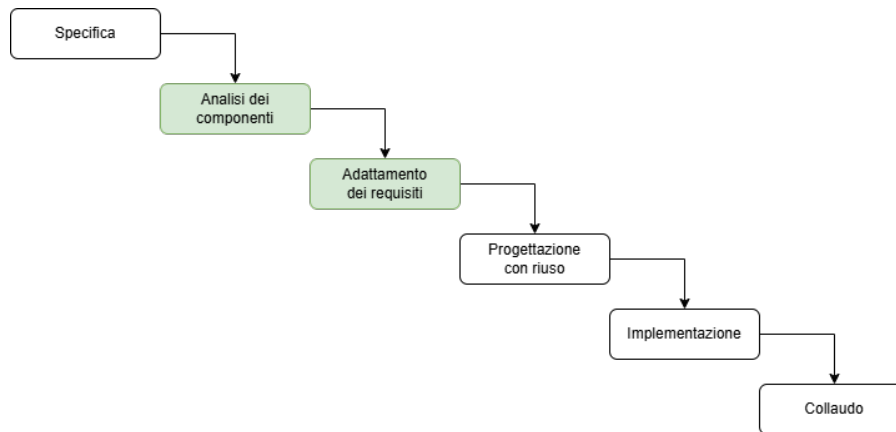 Specifica
Analisi dei
componenti
Adattamento
dei requisiti
Progettazione
con riuso
Implementazione
Collaudo